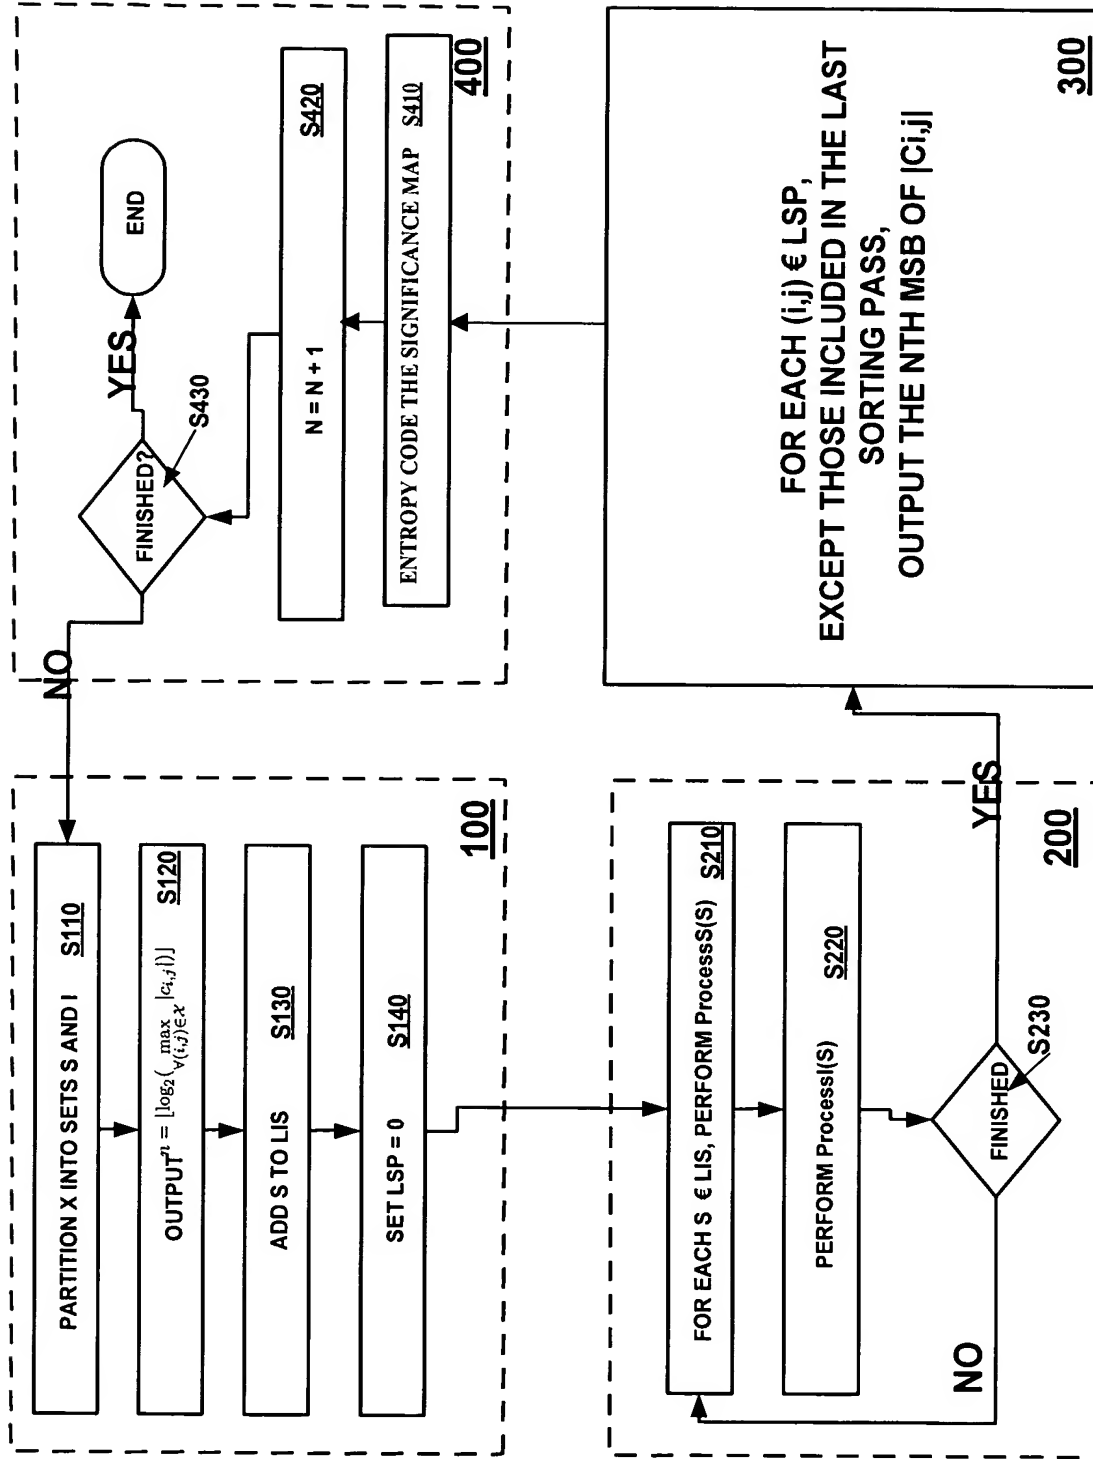 PARTITION X INTO SETS S AND I S110
OUTPUT n = ⌊log₂( max ∀(i,j)∈𝒳 |cᵢ,ⱼ|)⌋ S120
ADD S TO LIS S130
SET LSP = 0 S140
100
FOR EACH S € LIS, PERFORM ProcessS(S) S210
PERFORM ProcessI(S) S220
FINISHED
S230
NO
YES
200
FOR EACH (i,j) € LSP,
EXCEPT THOSE INCLUDED IN THE LAST
SORTING PASS,
OUTPUT THE NTH MSB OF |Ci,j|
300
ENTROPY CODE THE SIGNIFICANCE MAP S410
N = N + 1 S420
FINISHED?
S430
YES
END
NO
400